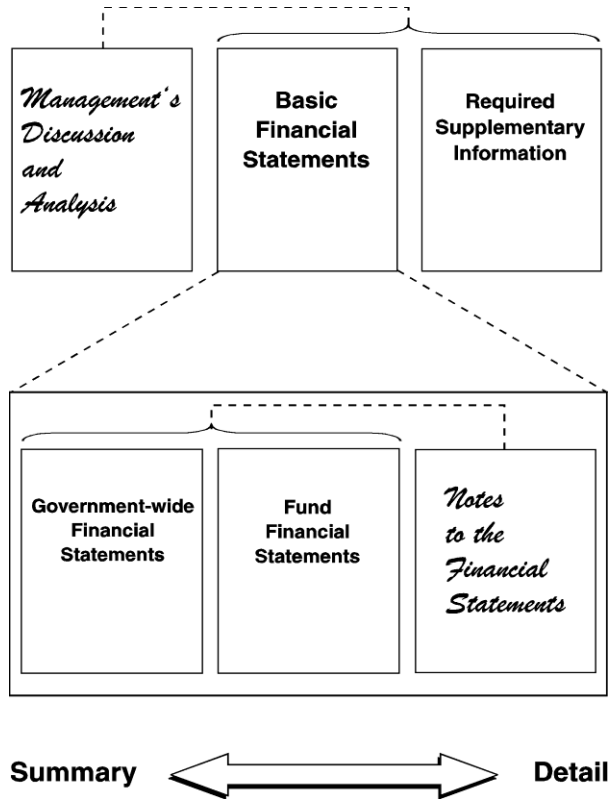 Management's
Discussion
and
Analysis
Basic
Financial
Statements
Required
Supplementary
Information
Government-wide
Financial
Statements
Fund
Financial
Statements
Notes
to the
Financial
Statements
Summary
Detail